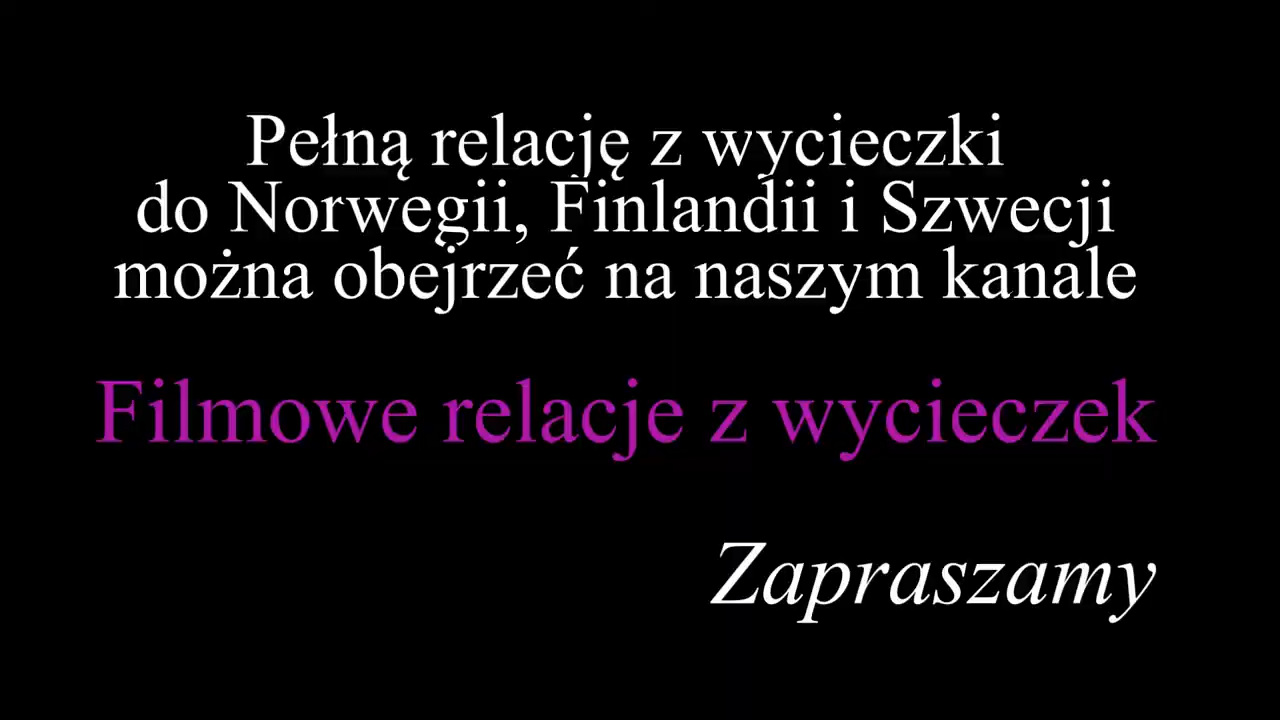 Pełną relację z wycieczki
do Norwegii, Finlandii i Szwecji
można obejrzeć na naszym kanale
Filmowe relacje z wycieczek
Zapraszamy